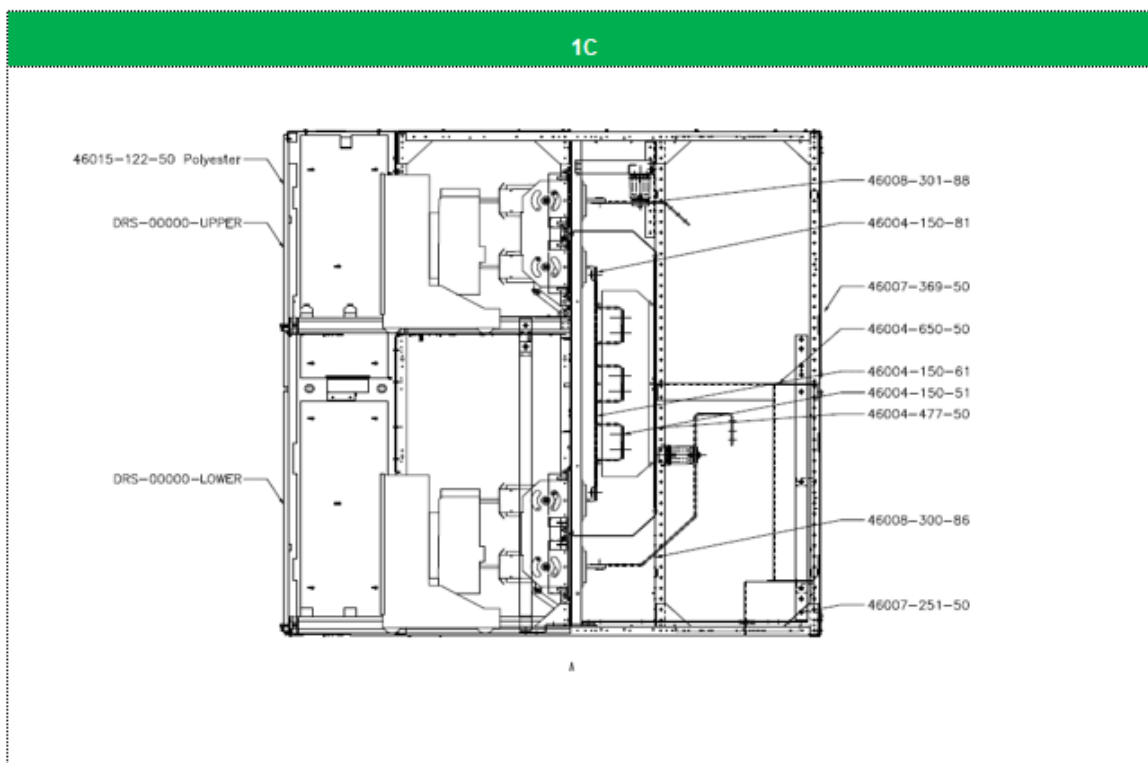 1C
46015-122-50 Polyester
DRS-00000-UPPER
DRS-00000-LOWER
46008-301-88
46004-150-81
46007-369-50
46004-650-50
46004-150-61
46004-150-51
46004-477-50
46008-300-86
46007-251-50
A